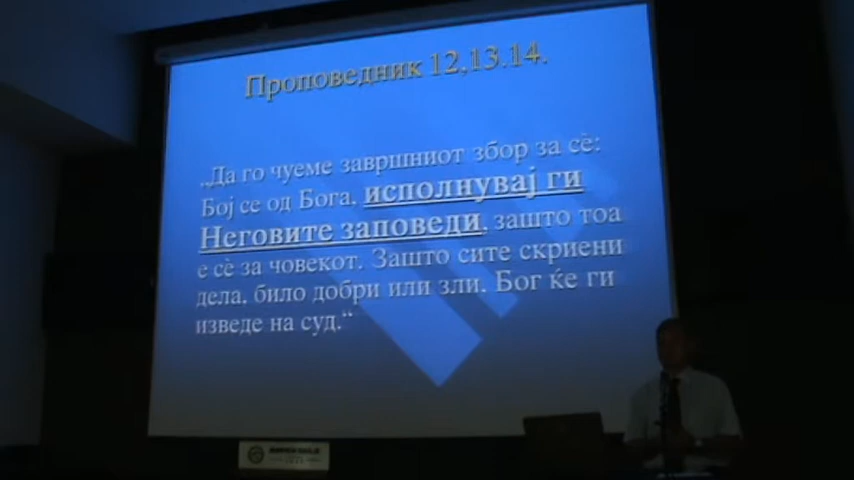 Проповедник 12,13.14.
„Да го чуеме завршниот збор за сѐ:
Бој се од Бога, исполнувај ги
Неговите заповеди, зашто тоа
е сѐ за човекот. Зашто сите скриени
дела, било добри или зли. Бог ќе ги
изведе на суд.“